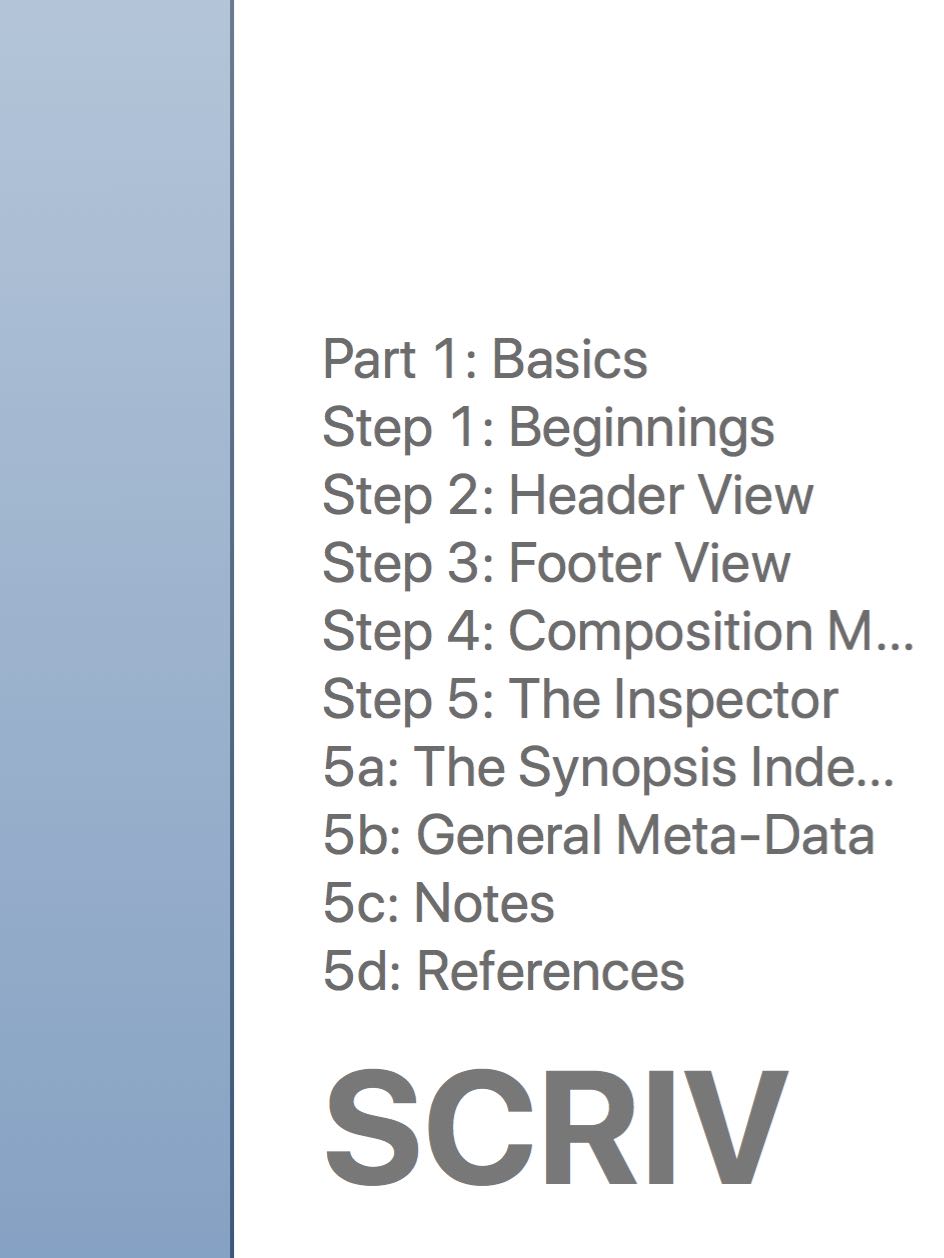 Part 1: Basics
Step 1: Beginnings
Step 2: Header View
Step 3: Footer View
Step 4: Composition M...
Step 5: The Inspector
5a: The Synopsis Inde...
5b: General Meta-Data
5c: Notes
5d: References
SCRIV